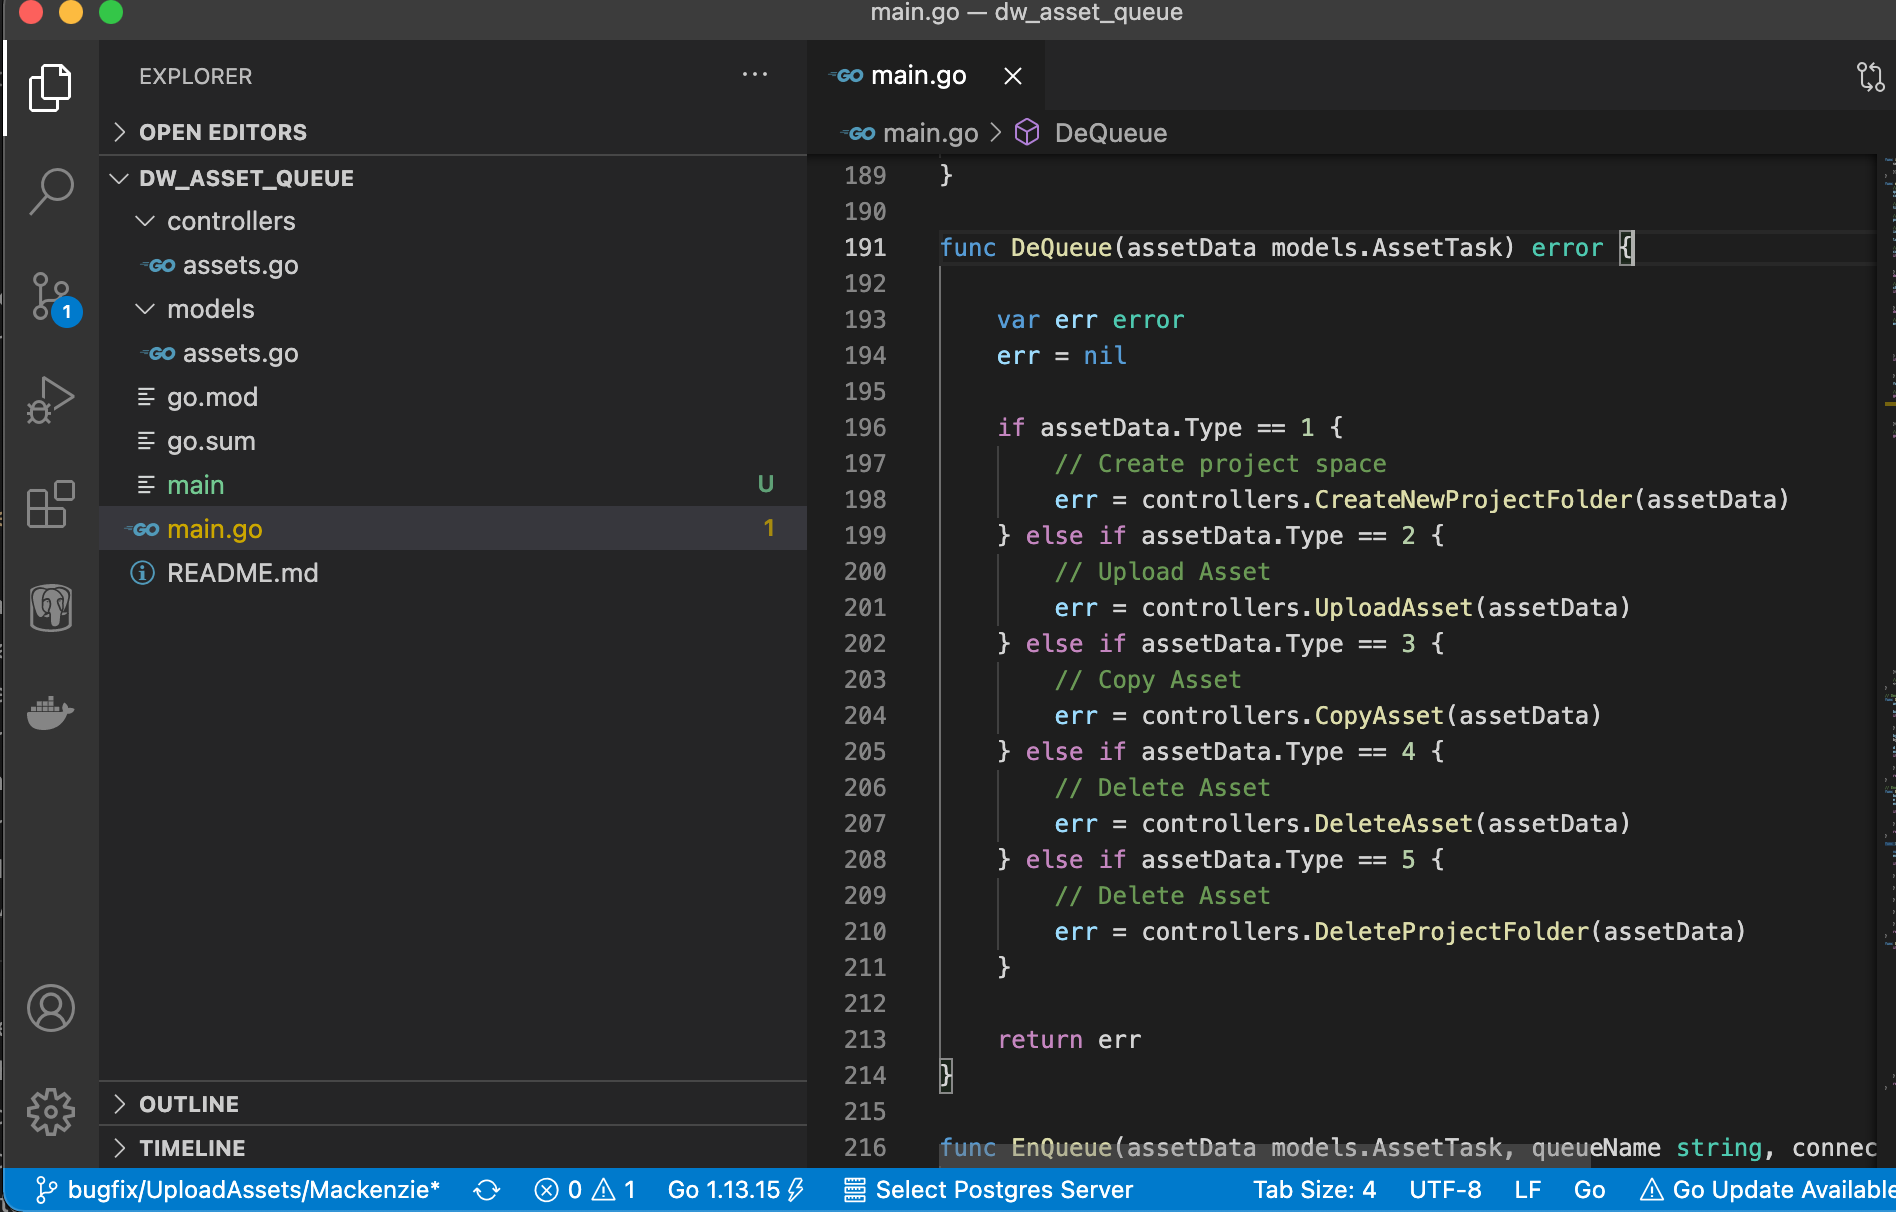 main.go — dw_asset_queue
EXPLORER
OPEN EDITORS
DW_ASSET_QUEUE
controllers
GO assets.go
models
GO assets.go
go.mod
go.sum
main U
GO main.go 1
README.md
OUTLINE
TIMELINE
1
GO main.go
GO main.go > DeQueue
189 }
190
191 func DeQueue(assetData models.AssetTask) error {
192
193 var err error
194 err = nil
195
196 if assetData.Type == 1 {
197 // Create project space
198 err = controllers.CreateNewProjectFolder(assetData)
199 } else if assetData.Type == 2 {
200 // Upload Asset
201 err = controllers.UploadAsset(assetData)
202 } else if assetData.Type == 3 {
203 // Copy Asset
204 err = controllers.CopyAsset(assetData)
205 } else if assetData.Type == 4 {
206 // Delete Asset
207 err = controllers.DeleteAsset(assetData)
208 } else if assetData.Type == 5 {
209 // Delete Asset
210 err = controllers.DeleteProjectFolder(assetData)
211 }
212
213 return err
214 }
215
216 func EnQueue(assetData models.AssetTask, queueName string, connec
bugfix/UploadAssets/Mackenzie* 0 1 Go 1.13.15 Select Postgres Server Tab Size: 4 UTF-8 LF Go Go Update Available